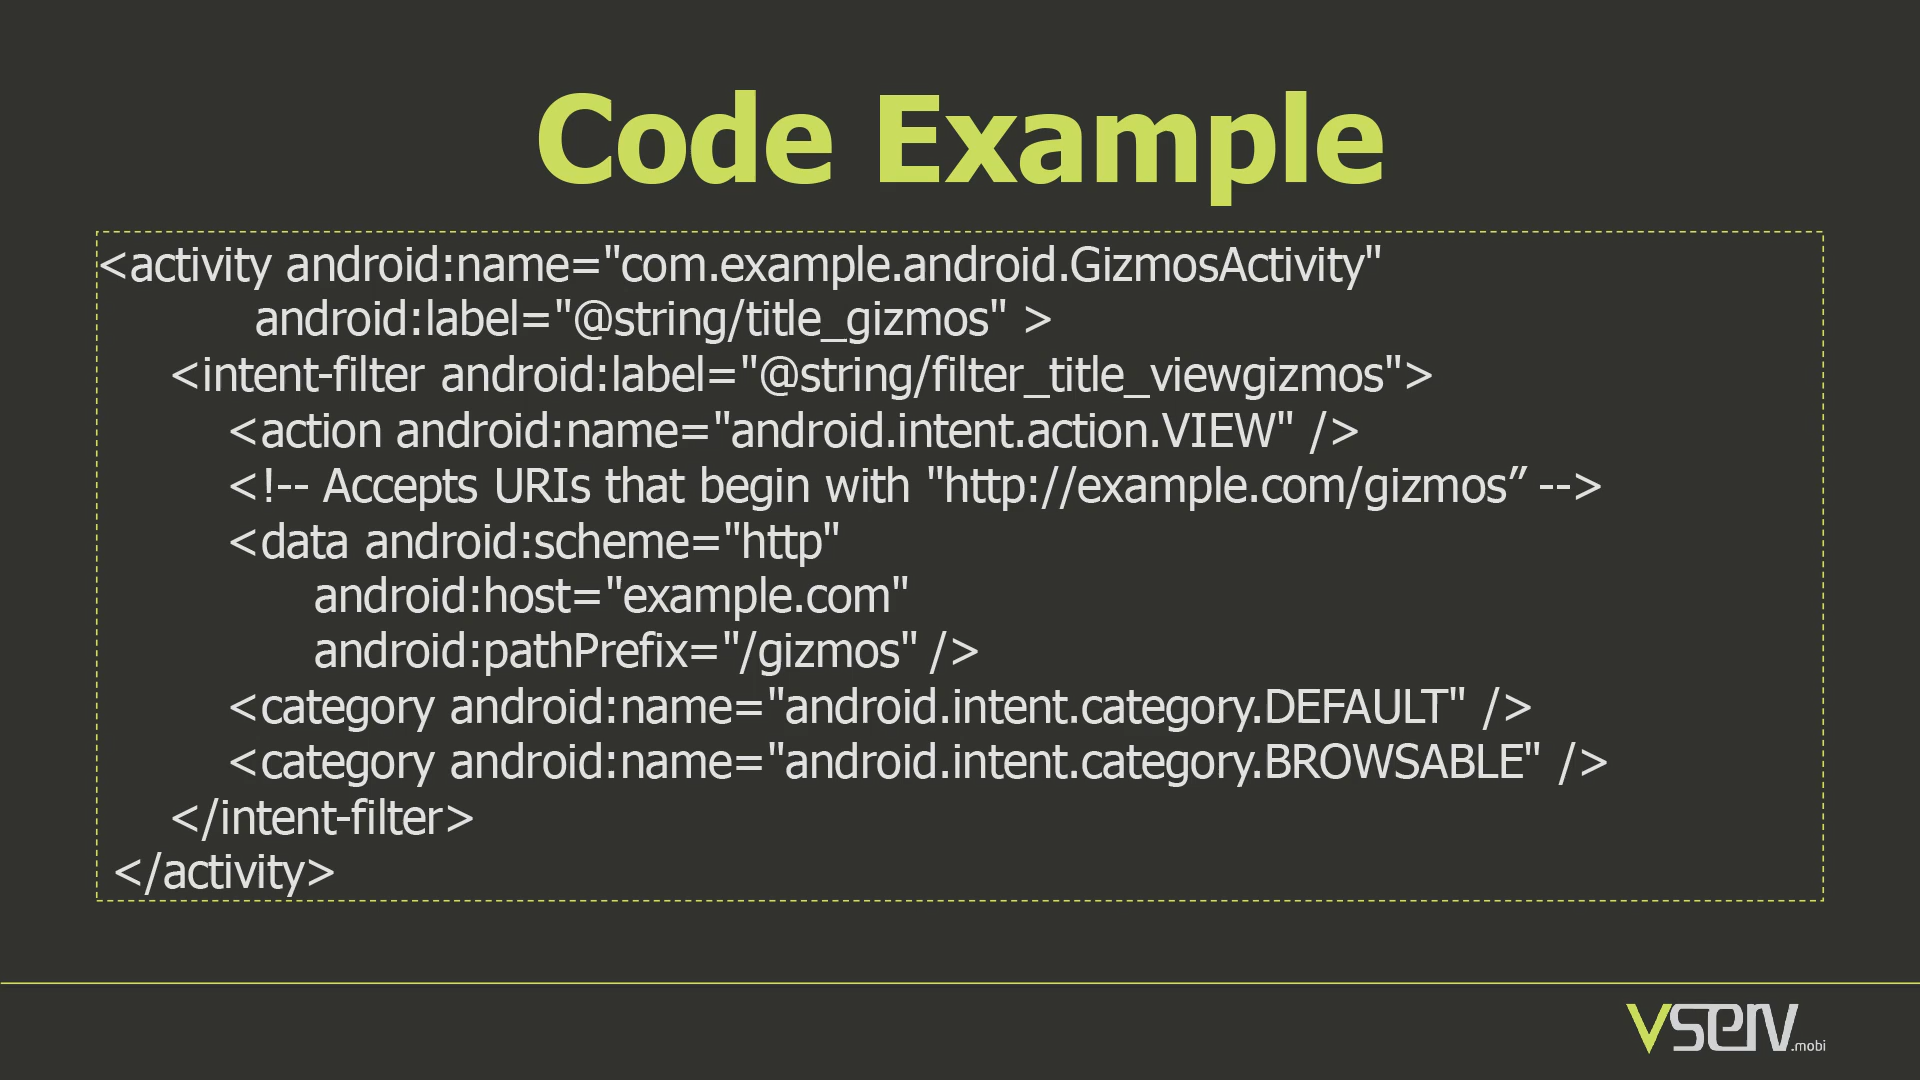 Code Example
<activity android:name="com.example.android.GizmosActivity"
android:label="@string/title_gizmos" >
<intent-filter android:label="@string/filter_title_viewgizmos">
<action android:name="android.intent.action.VIEW" />
<!-- Accepts URIs that begin with "http://example.com/gizmos” -->
<data android:scheme="http"
android:host="example.com"
android:pathPrefix="/gizmos" />
<category android:name="android.intent.category.DEFAULT" />
<category android:name="android.intent.category.BROWSABLE" />
</intent-filter>
</activity>
vserv.mobi